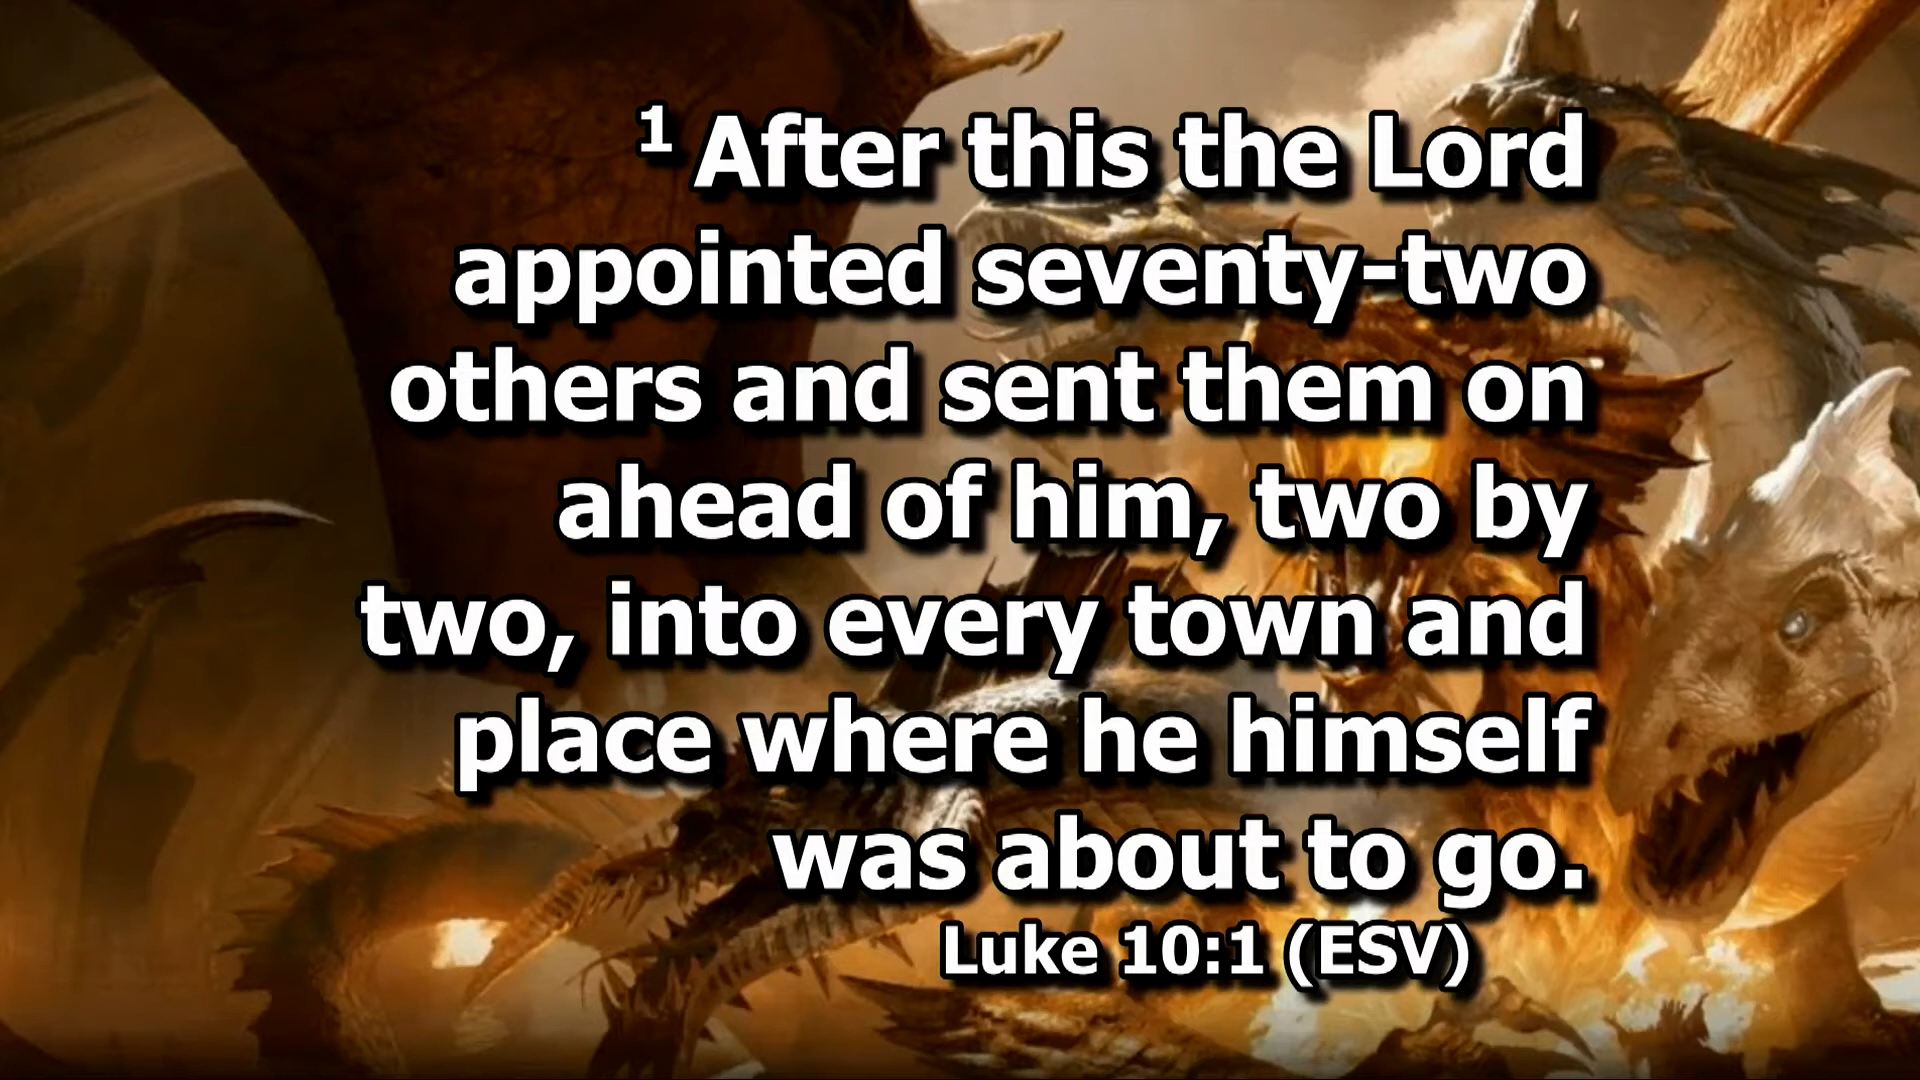 1 After this the Lord
appointed seventy-two
others and sent them on
ahead of him, two by
two, into every town and
place where he himself
was about to go.
Luke 10:1 (ESV)